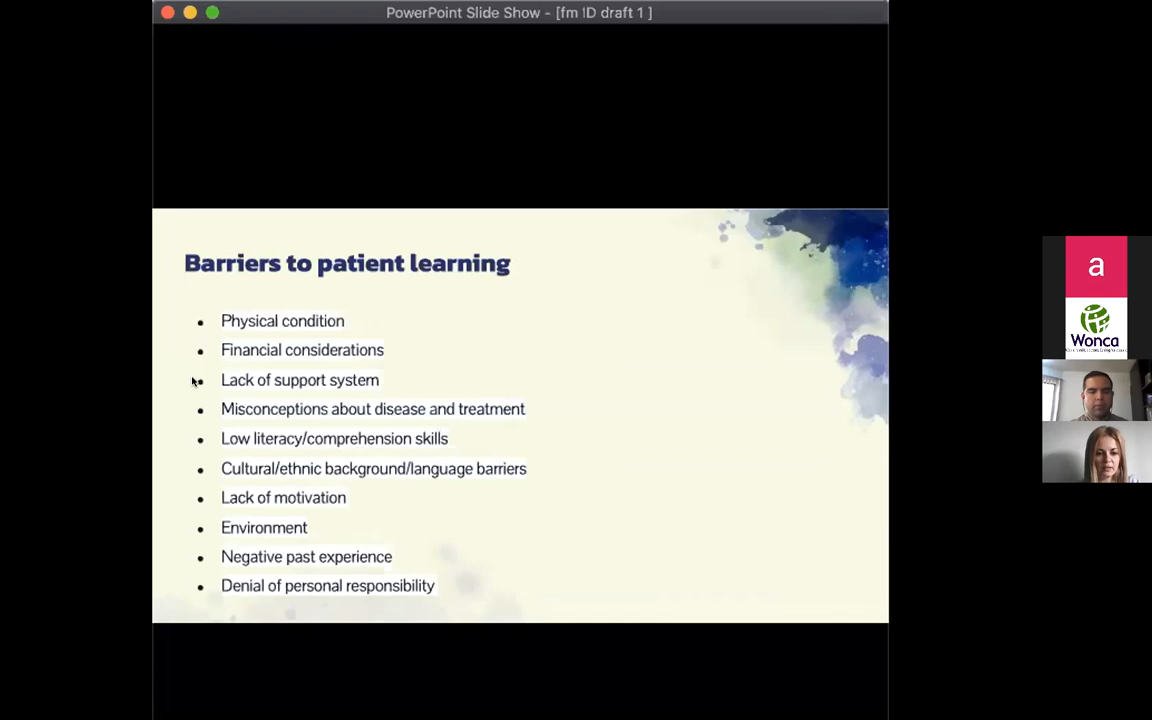 PowerPoint Slide Show - [fm ID draft 1 ]
Barriers to patient learning
• Physical condition
• Financial considerations
• Lack of support system
• Misconceptions about disease and treatment
• Low literacy/comprehension skills
• Cultural/ethnic background/language barriers
• Lack of motivation
• Environment
• Negative past experience
• Denial of personal responsibility
a
Wonca